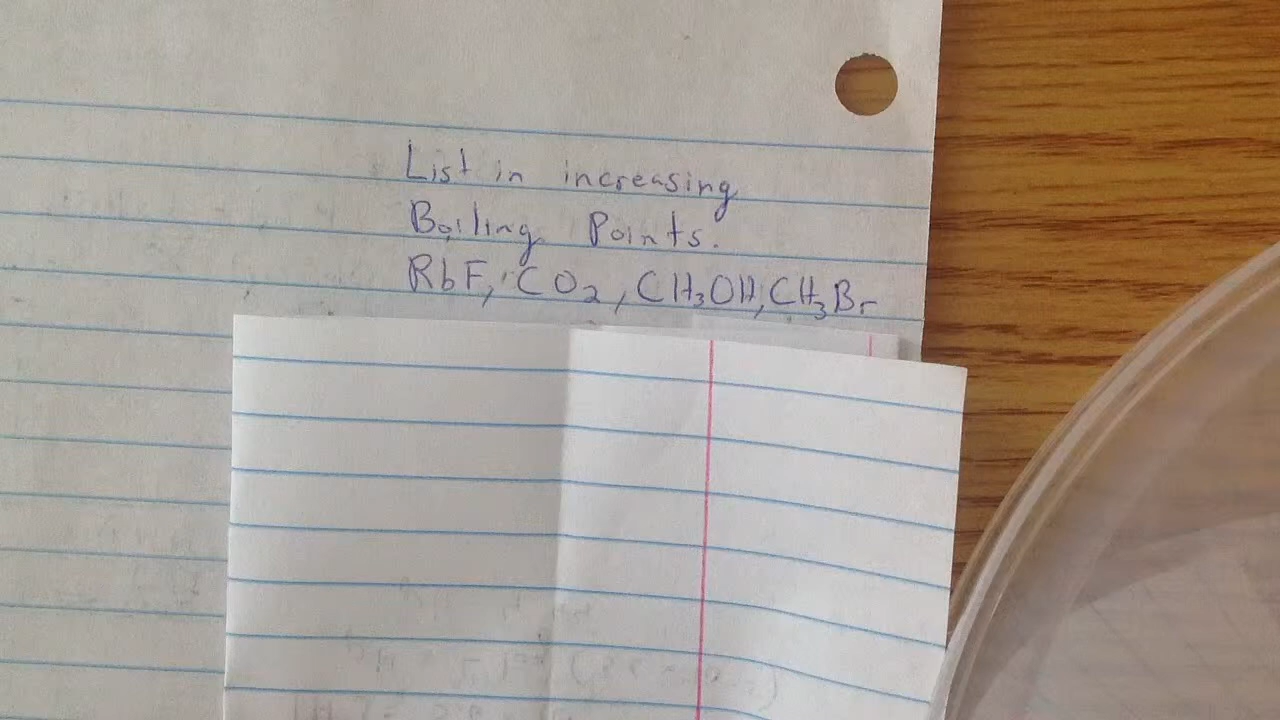 List in increasing
Boiling Points.
RbF, CO₂, CH₃OH, CH₃Br